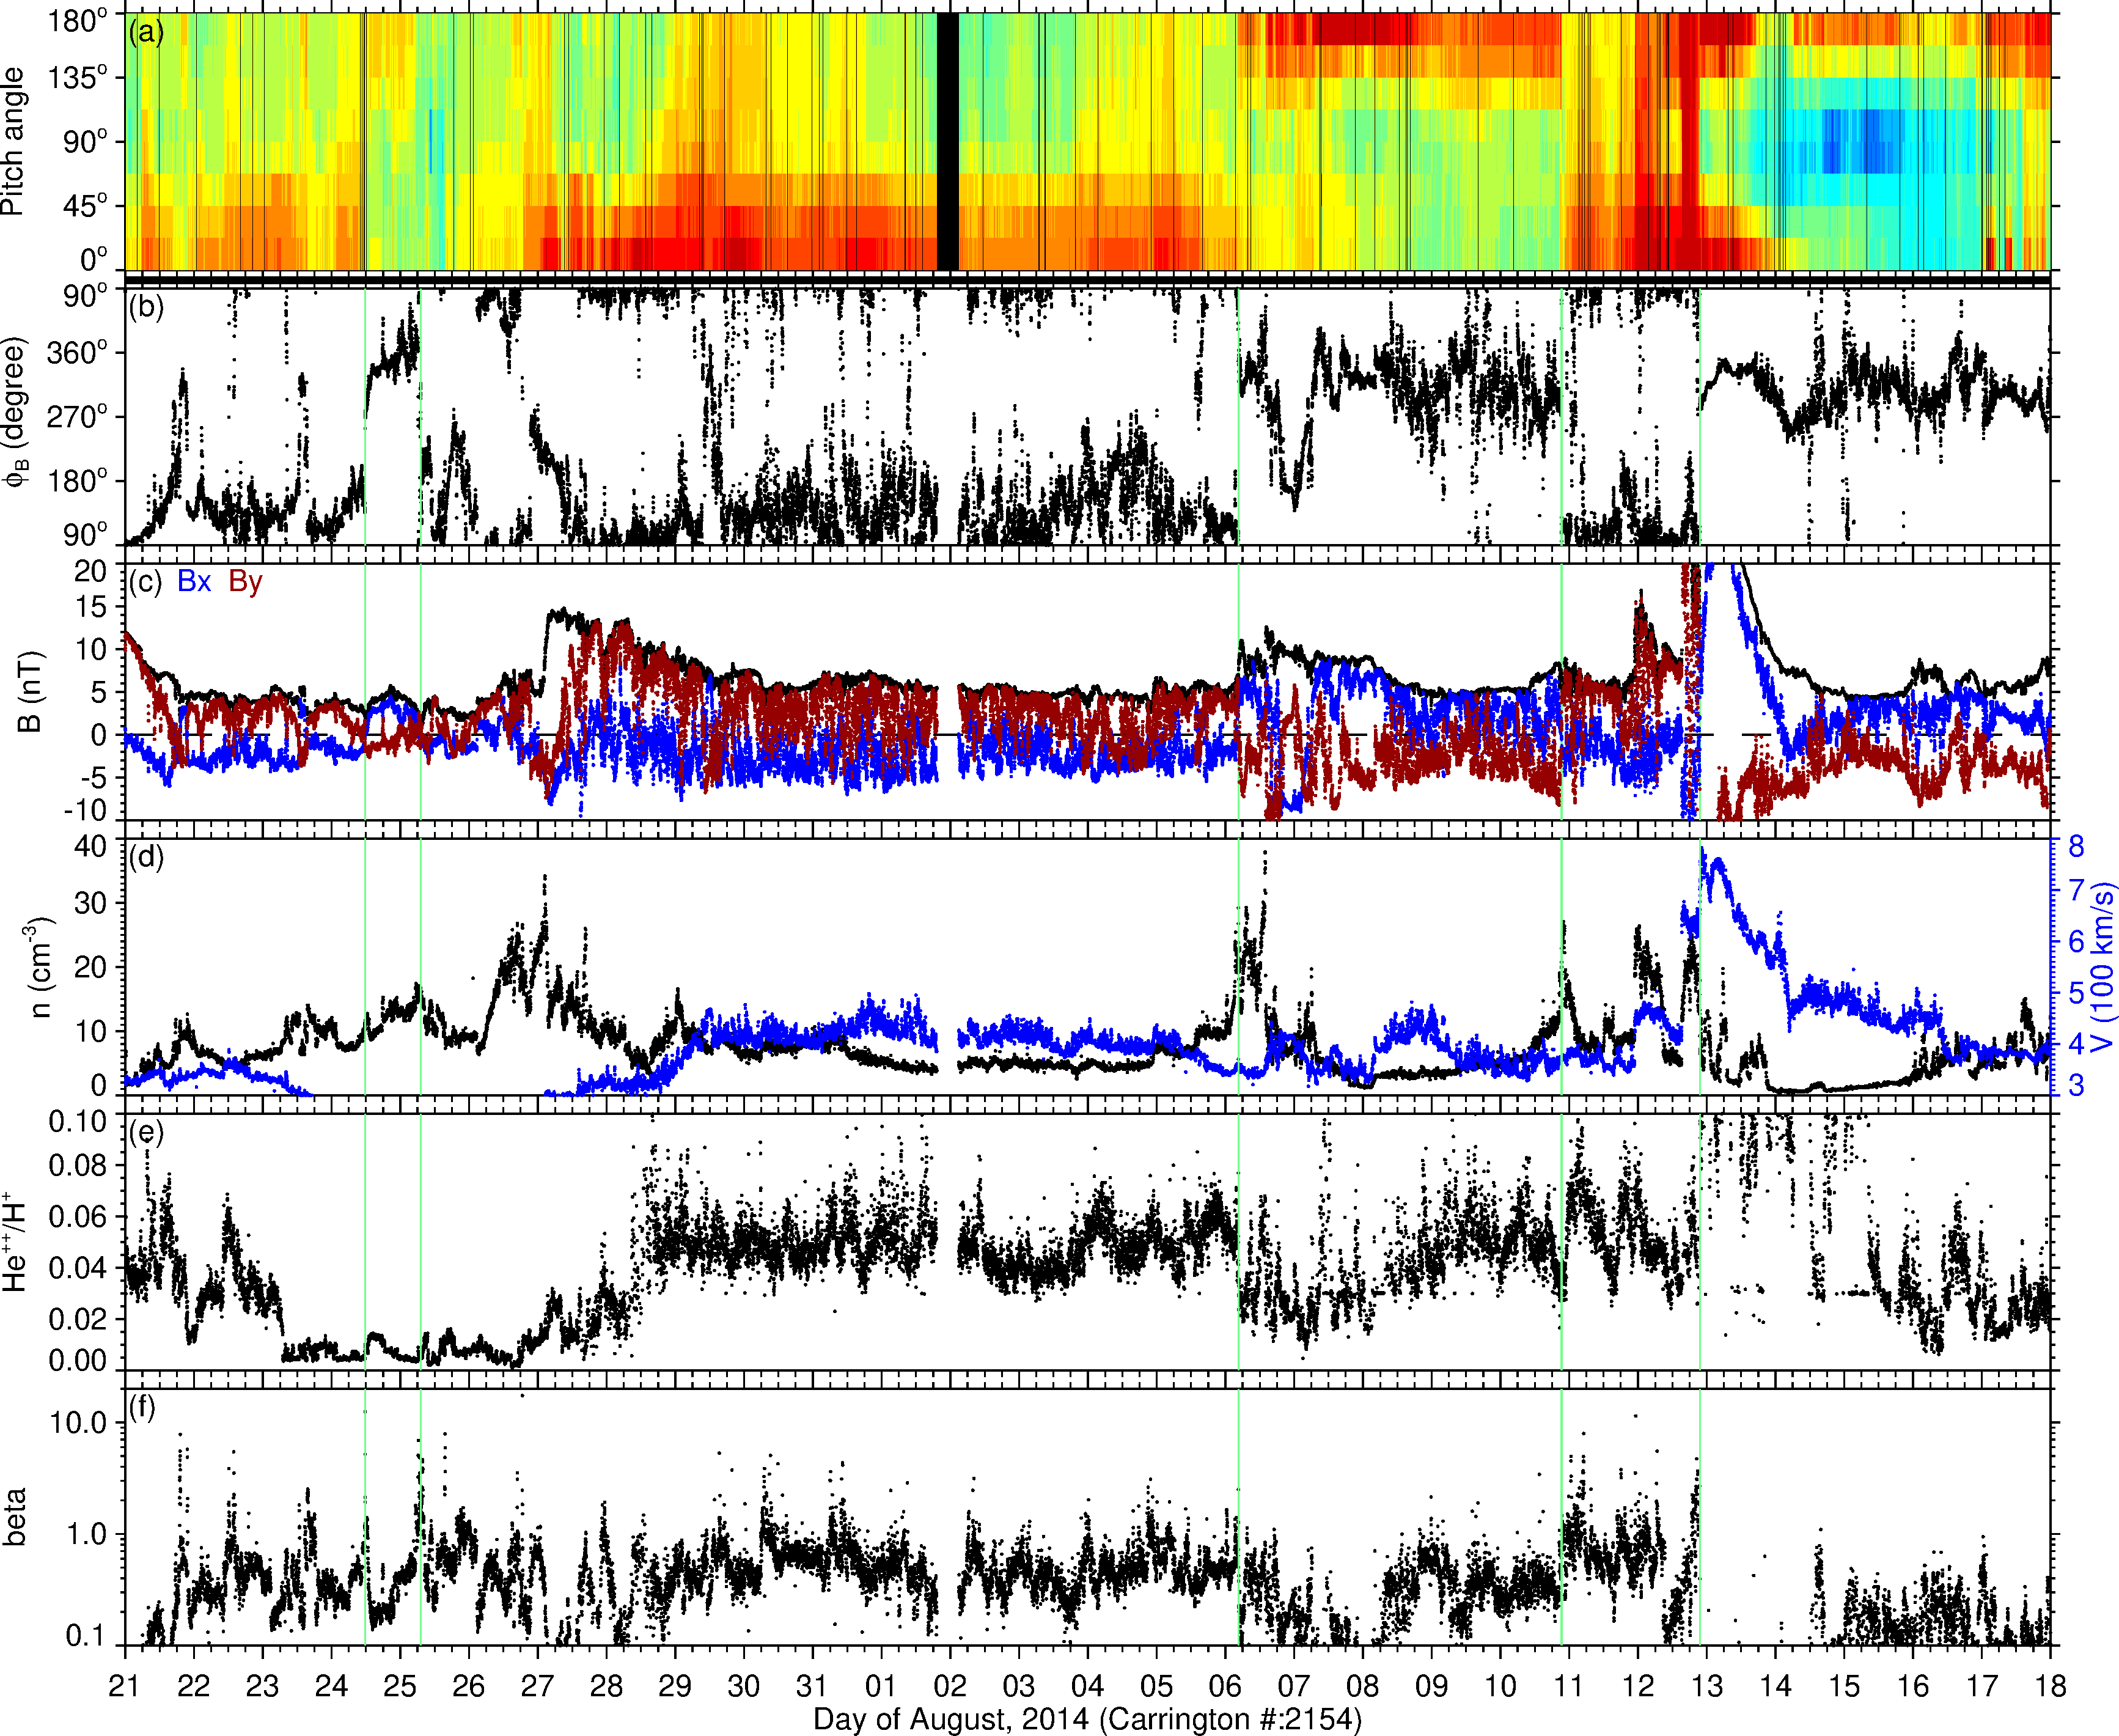 (a)
180°
135°
90°
45°
0°
Pitch angle
(b)
90°
360°
270°
180°
90°
ϕB (degree)
(c) Bx By
20
15
10
5
0
-5
-10
B (nT)
(d)
40
30
20
10
0
n (cm-3)
8
7
6
5
4
3
V (100 km/s)
(e)
0.10
0.08
0.06
0.04
0.02
0.00
He++/H+
(f)
10.0
1.0
0.1
beta
21 22 23 24 25 26 27 28 29 30 31 01 02 03 04 05 06 07 08 09 10 11 12 13 14 15 16 17 18
Day of August, 2014 (Carrington #:2154)